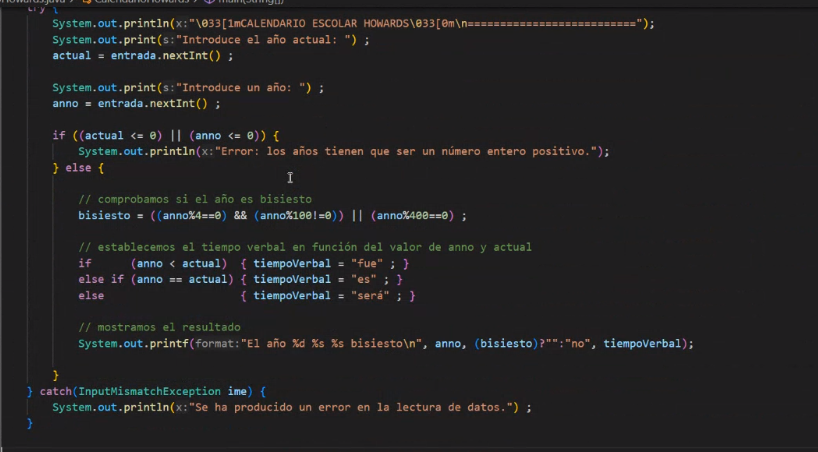 Howards.java > CalendarioHowards > main(String[])
try {
System.out.println(x:"\033[1mCALENDARIO ESCOLAR HOWARDS\033[0m\n=========================");
System.out.print(s:"Introduce el año actual: ") ;
actual = entrada.nextInt() ;
System.out.print(s:"Introduce un año: ") ;
anno = entrada.nextInt() ;
if ((actual <= 0) || (anno <= 0)) {
System.out.println(x:"Error: los años tienen que ser un número entero positivo.");
} else {
// comprobamos si el año es bisiesto
bisiesto = ((anno%4==0) && (anno%100!=0)) || (anno%400==0) ;
// establecemos el tiempo verbal en función del valor de anno y actual
if (anno < actual) { tiempoVerbal = "fue" ; }
else if (anno == actual) { tiempoVerbal = "es" ; }
else { tiempoVerbal = "será" ; }
// mostramos el resultado
System.out.printf(format:"El año %d %s %s bisiesto\n", anno, (bisiesto)?"":"no", tiempoVerbal);
}
} catch(InputMismatchException ime) {
System.out.println(x:"Se ha producido un error en la lectura de datos.") ;
}